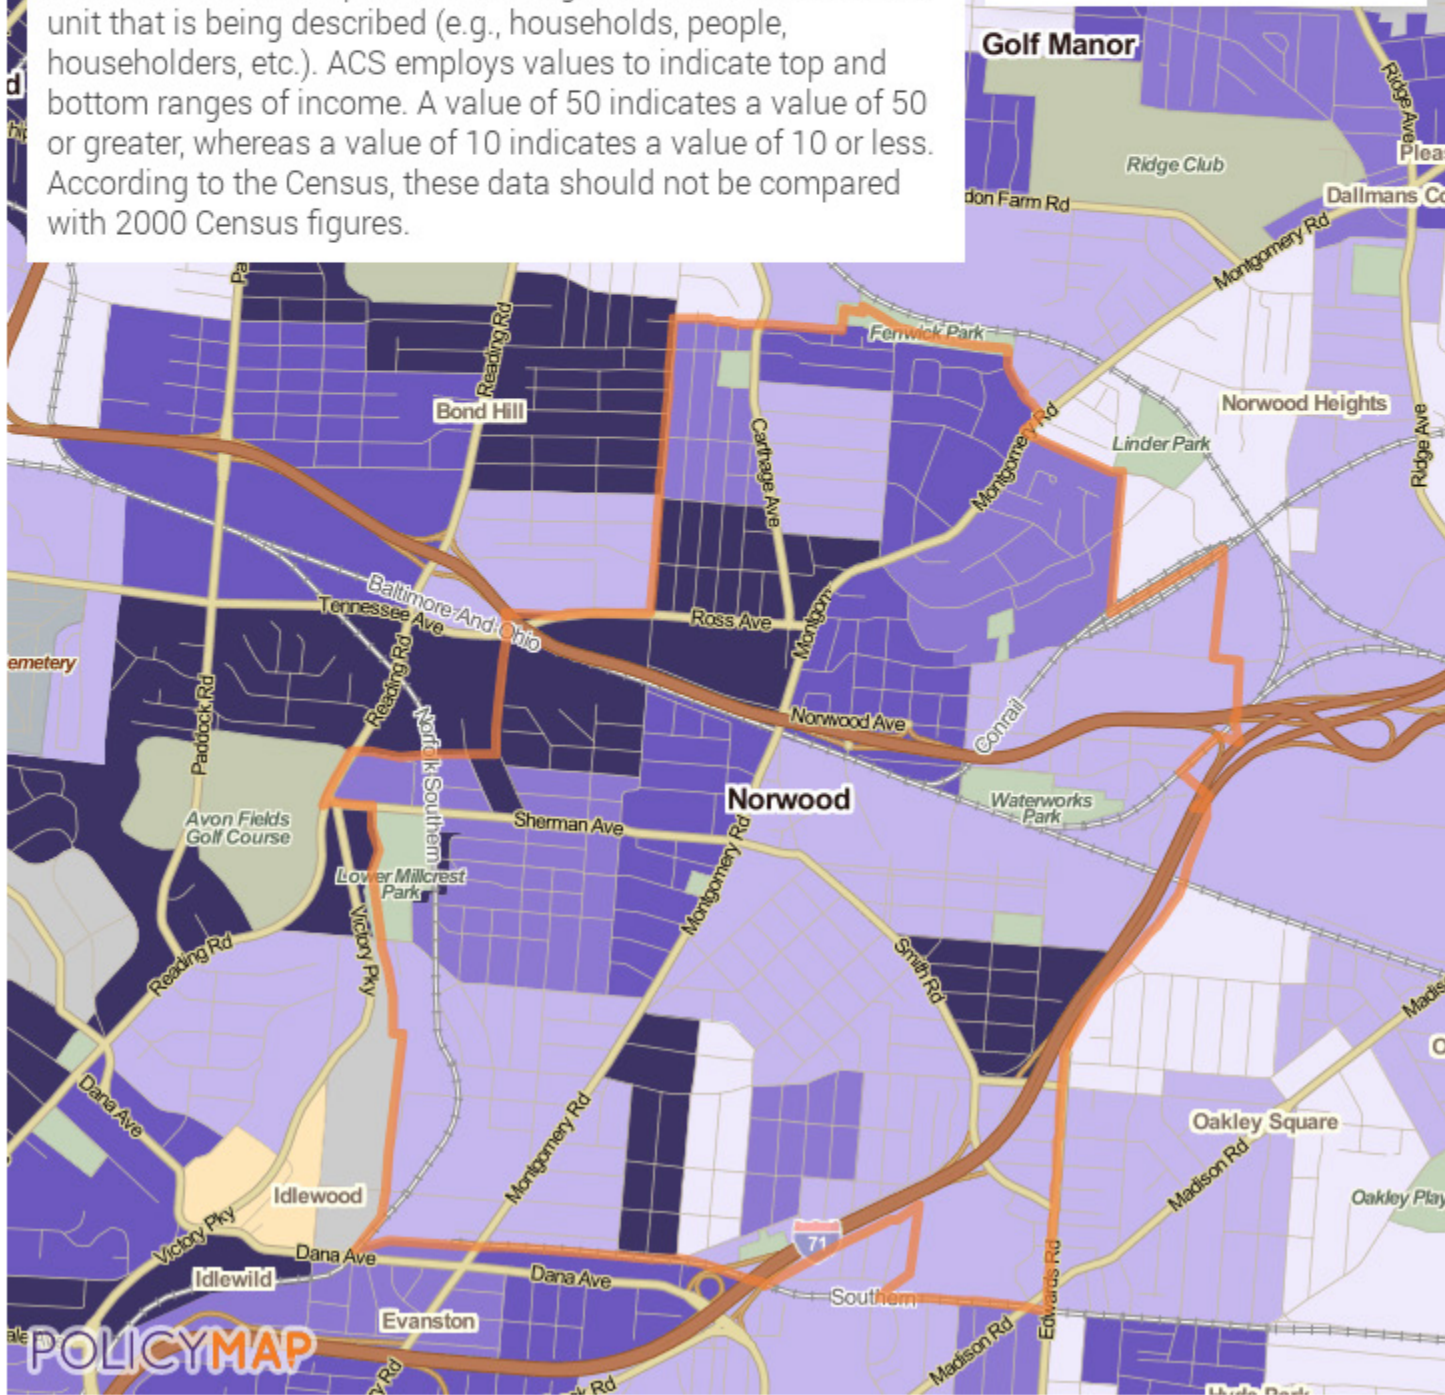 unit that is being described (e.g., households, people,
householders, etc.). ACS employs values to indicate top and
bottom ranges of income. A value of 50 indicates a value of 50
or greater, whereas a value of 10 indicates a value of 10 or less.
According to the Census, these data should not be compared
with 2000 Census figures.
Golf Manor
Ridge Ave
Ridge Club
Montgomery Rd
Reading Rd
Fenwick Park
Bond Hill
Norwood Heights
Montgomery Rd
Linder Park
Ridge Ave
Carthage Ave
Baltimore And Ohio
Tennessee Ave
Ross Ave
Reading Rd
Paddock Rd
Norwood Ave
Conrail
Norfolk Southern
Norwood
Waterworks
Park
Avon Fields
Golf Course
Sherman Ave
Montgomery Rd
Lower Millcrest
Park
Victory Pky
Reading Rd
Smith Rd
Dana Ave
Montgomery Rd
Oakley Square
Madison Rd
Idlewood
Victory Pky
Dana Ave
71
Idlewild
Dana Ave
Southern
Edwards Rd
Evanston
Madison Rd
POLICYMAP